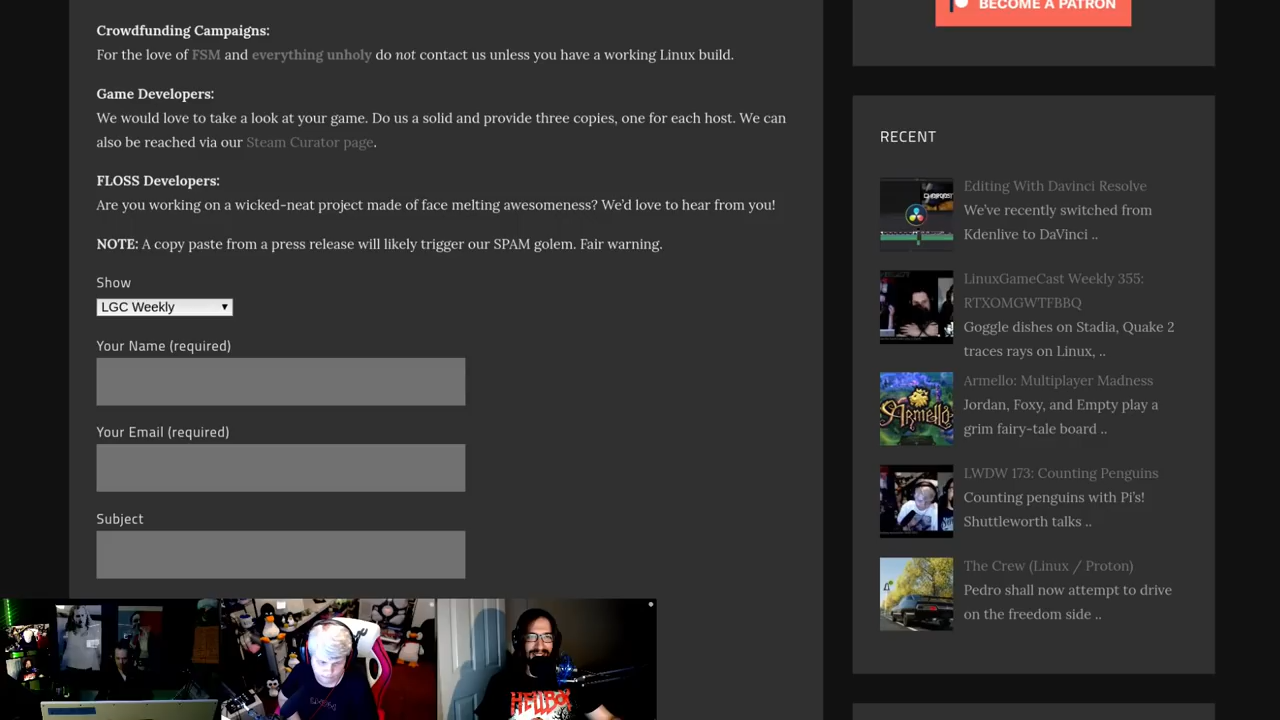 BECOME A PATRON
Crowdfunding Campaigns:
For the love of FSM and everything unholy do not contact us unless you have a working Linux build.
Game Developers:
We would love to take a look at your game. Do us a solid and provide three copies, one for each host. We can
also be reached via our Steam Curator page.
FLOSS Developers:
Are you working on a wicked-neat project made of face melting awesomeness? We'd love to hear from you!
NOTE: A copy paste from a press release will likely trigger our SPAM golem. Fair warning.
Show
LGC Weekly
Your Name (required)
Your Email (required)
Subject
RECENT
Editing With Davinci Resolve
We've recently switched from
Kdenlive to DaVinci ..
LinuxGameCast Weekly 355:
RTXOMGWTFBBQ
Goggle dishes on Stadia, Quake 2
traces rays on Linux, ..
Armello: Multiplayer Madness
Jordan, Foxy, and Empty play a
grim fairy-tale board ..
Armello
LWDW 173: Counting Penguins
Counting penguins with Pi's!
Shuttleworth talks ..
The Crew (Linux / Proton)
Pedro shall now attempt to drive
on the freedom side ..
HELLBOY